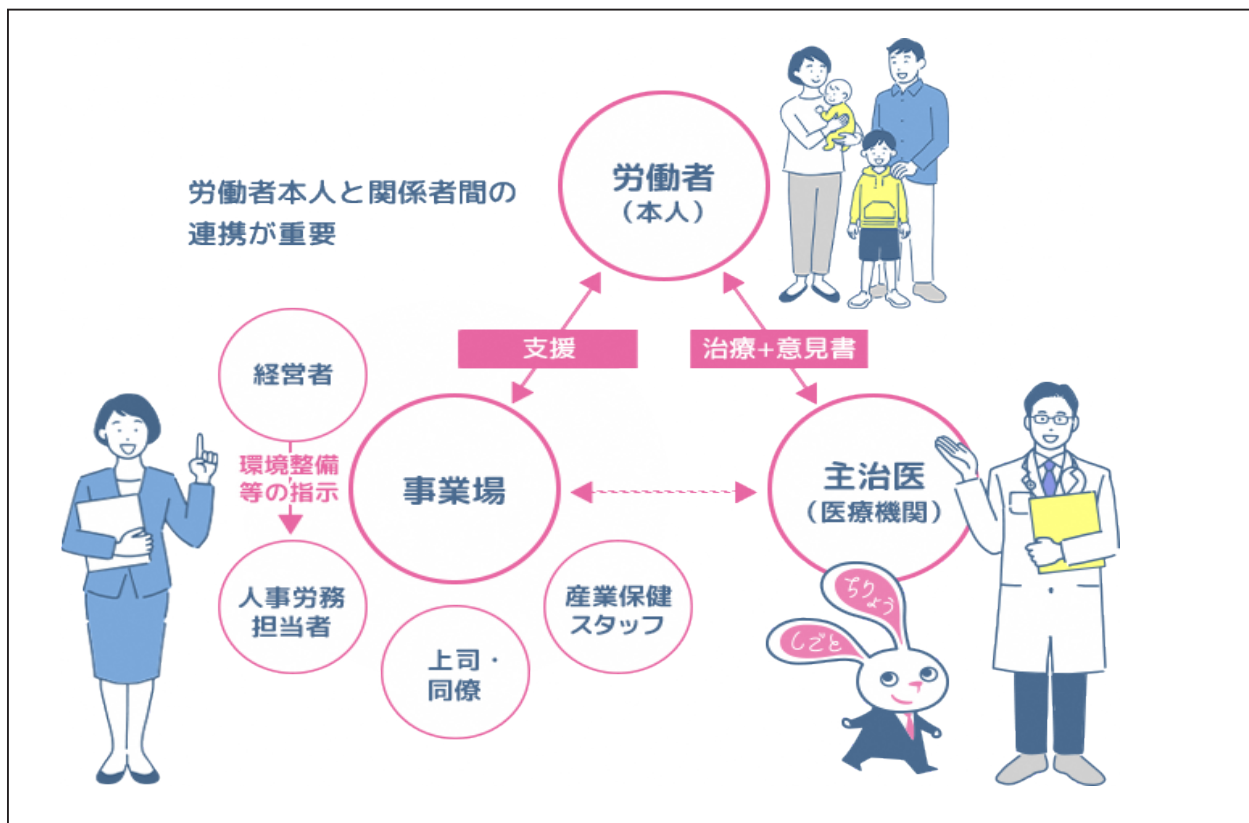 労働者本人と関係者間の
連携が重要
労働者
（本人）
支援
治療+意見書
経営者
環境整備
等の指示
事業場
主治医
（医療機関）
人事労務
担当者
上司・
同僚
産業保健
スタッフ
ちりょう
しごと